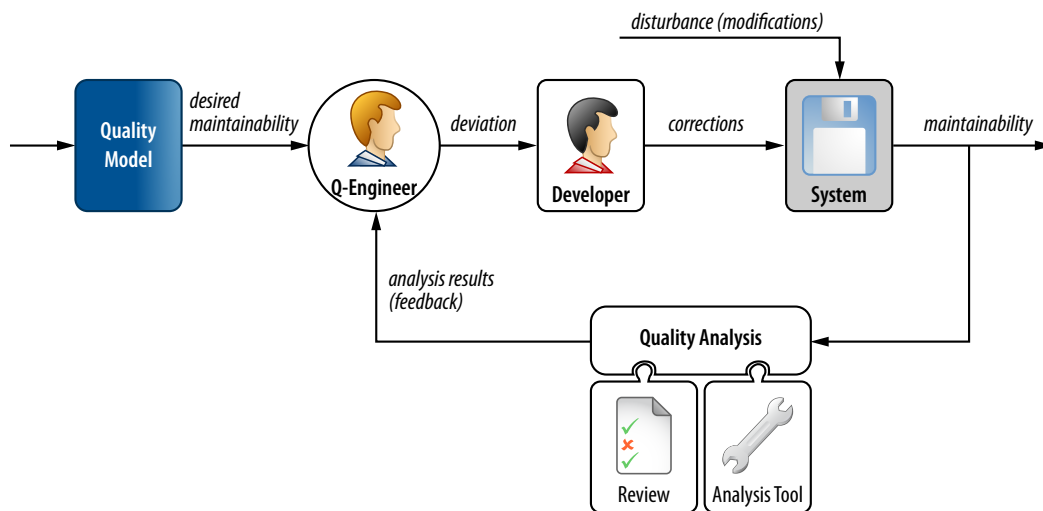 disturbance (modifications)
Quality
Model
desired
maintainability
Q-Engineer
deviation
Developer
corrections
System
maintainability
analysis results
(feedback)
Quality Analysis
Review
Analysis Tool